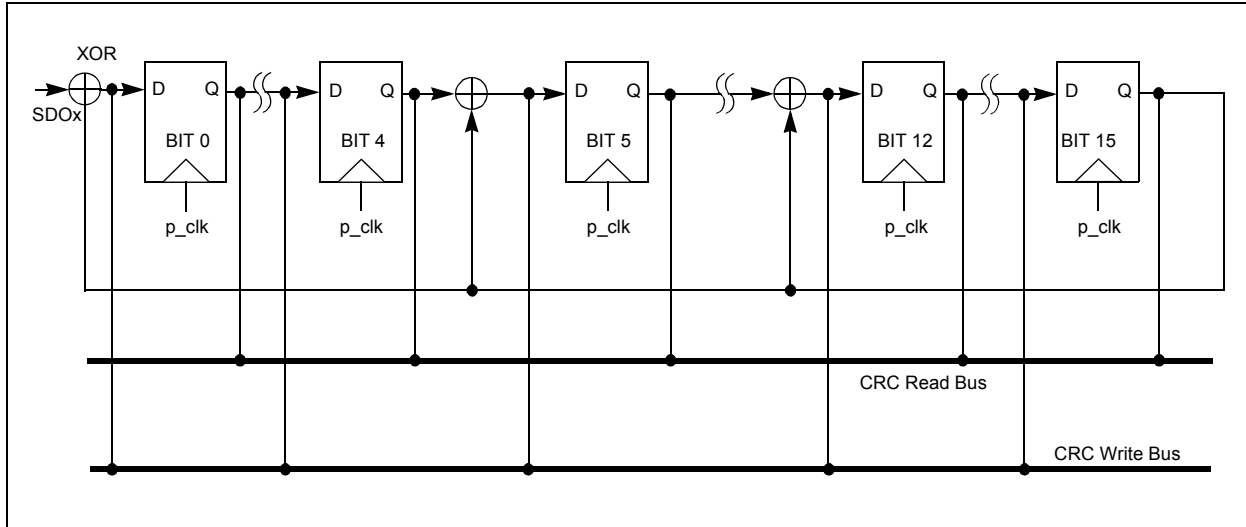 XOR
SDOx
D Q
BIT 0
p_clk
D Q
BIT 4
p_clk
D Q
BIT 5
p_clk
D Q
BIT 12
p_clk
D Q
BIT 15
p_clk
CRC Read Bus
CRC Write Bus